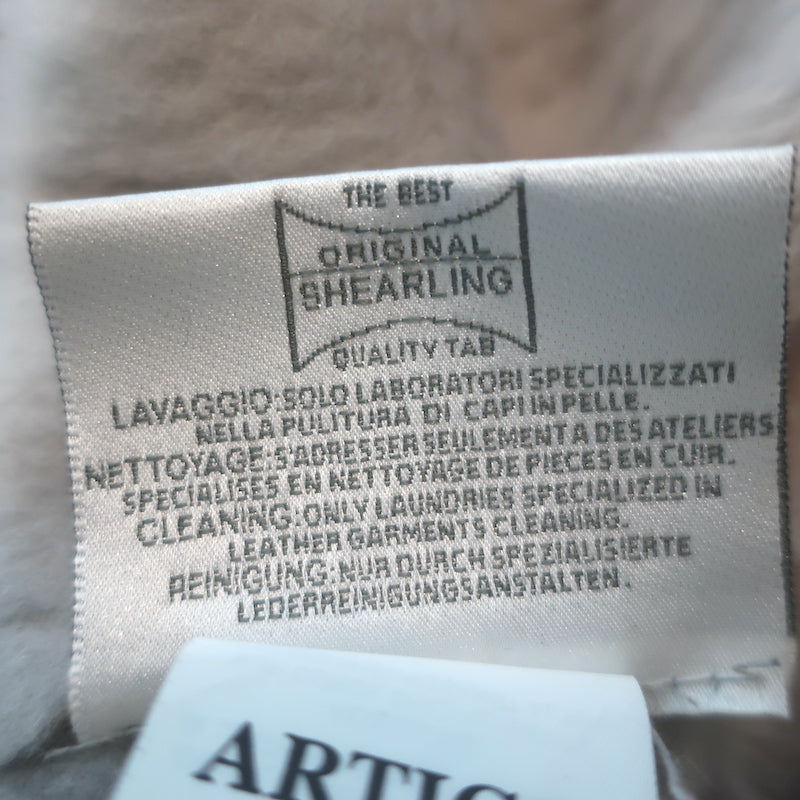 THE BEST
ORIGINAL
SHEARLING
QUALITY TAB
LAVAGGIO:SOLO LABORATORI SPECIALIZZATI
NELLA PULITURA DI CAPI IN PELLE.
NETTOYAGE:S'ADRESSER SEULEMENT A DES ATELIERS
SPECIALISES EN NETTOYAGE DE PIECES EN CUIR.
CLEANING:ONLY LAUNDRIES SPECIALIZED IN
LEATHER GARMENTS CLEANING.
REINIGUNG:NUR DURCH SPEZIALISIERTE
LEDERREINIGUNGSANSTALTEN.
ARTIC